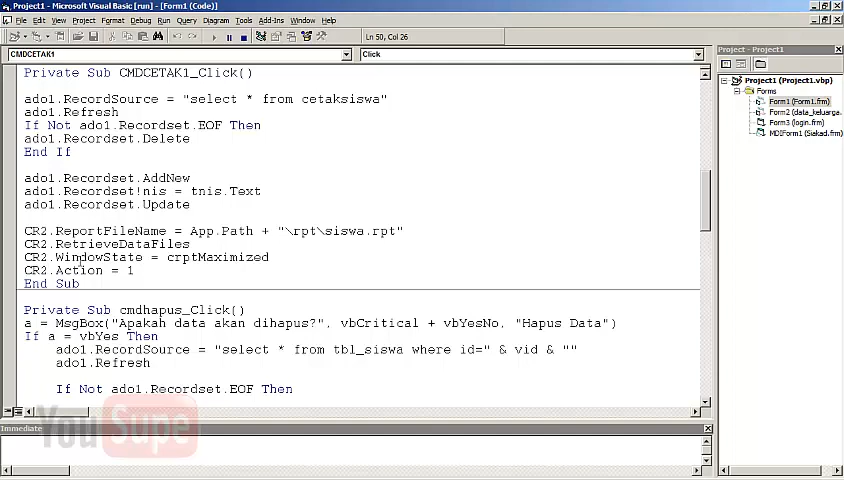 Project1 - Microsoft Visual Basic [run] - [Form1 (Code)]
File Edit View Project Format Debug Run Query Diagram Tools Add-Ins Window Help
Ln 50, Col 26
CMDCETAK1 Click
Private Sub CMDCETAK1_Click()
ado1.RecordSource = "select * from cetaksiswa"
ado1.Refresh
If Not ado1.Recordset.EOF Then
ado1.Recordset.Delete
End If
ado1.Recordset.AddNew
ado1.Recordset!nis = tnis.Text
ado1.Recordset.Update
CR2.ReportFileName = App.Path + "\rpt\siswa.rpt"
CR2.RetrieveDataFiles
CR2.WindowState = crptMaximized
CR2.Action = 1
End Sub
Private Sub cmdhapus_Click()
a = MsgBox("Apakah data akan dihapus?", vbCritical + vbYesNo, "Hapus Data")
If a = vbYes Then
ado1.RecordSource = "select * from tbl_siswa where id=" & vid & ""
ado1.Refresh
If Not ado1.Recordset.EOF Then
You Supe
Immediate
Project - Project1
Project1 (Project1.vbp)
Forms
Form1 (Form1.frm)
Form2 (data_keluarga.
Form3 (login.frm)
MDIForm1 (Siakad.frm)